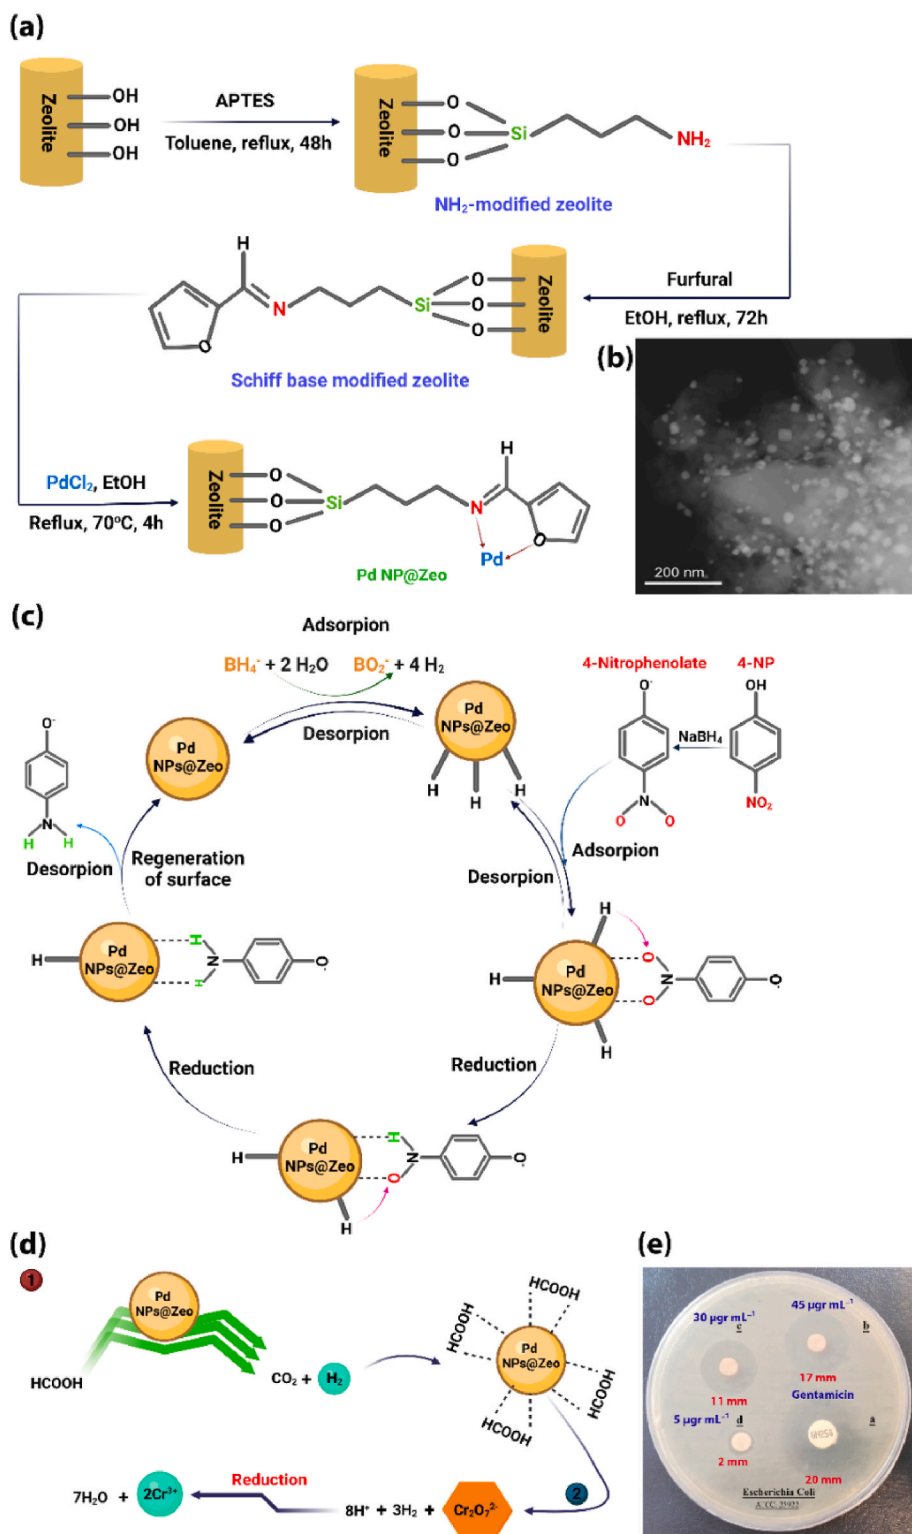 (a)
Zeolite
OH
OH
OH
APTES
Toluene, reflux, 48h
Zeolite
O
O
O
Si
NH₂
NH₂-modified zeolite
H
N
O
Si
O
O
O
Zeolite
Furfural
EtOH, reflux, 72h
Schiff base modified zeolite
(b)
200 nm
PdCl₂, EtOH
Reflux, 70ºC, 4h
Zeolite
O
O
O
Si
N
H
O
Pd
Pd NP@Zeo
(c)
Adsorpion
BH₄⁻ + 2 H₂O BO₂⁻ + 4 H₂
Desorpion
Pd
NPs@Zeo
Pd
NPs@Zeo
H
H
H
4-Nitrophenolate
4-NP
O⁻
OH
NaBH₄
N
O
O
NO₂
O⁻
N
H
H
Desorpion
Regeneration
of surface
Desorpion
Adsorpion
H
Pd
NPs@Zeo
H
H
N
O⁻
H
H
H
Pd
NPs@Zeo
O
O
N
O⁻
Reduction
Reduction
H
Pd
NPs@Zeo
H
H
O
N
O⁻
(d)
1
Pd
NPs@Zeo
HCOOH
CO₂ + H₂
HCOOH
HCOOH
HCOOH
HCOOH
HCOOH
Pd
NPs@Zeo
2
7H₂O + 2Cr³⁺
Reduction
8H⁺ + 3H₂ + Cr₂O₇²⁻
(e)
30 µgr mL⁻¹
c
45 µgr mL⁻¹
b
11 mm
17 mm
Gentamicin
5 µgr mL⁻¹
d
a
2 mm
20 mm
Escherichia Coli
ATCC: 25922